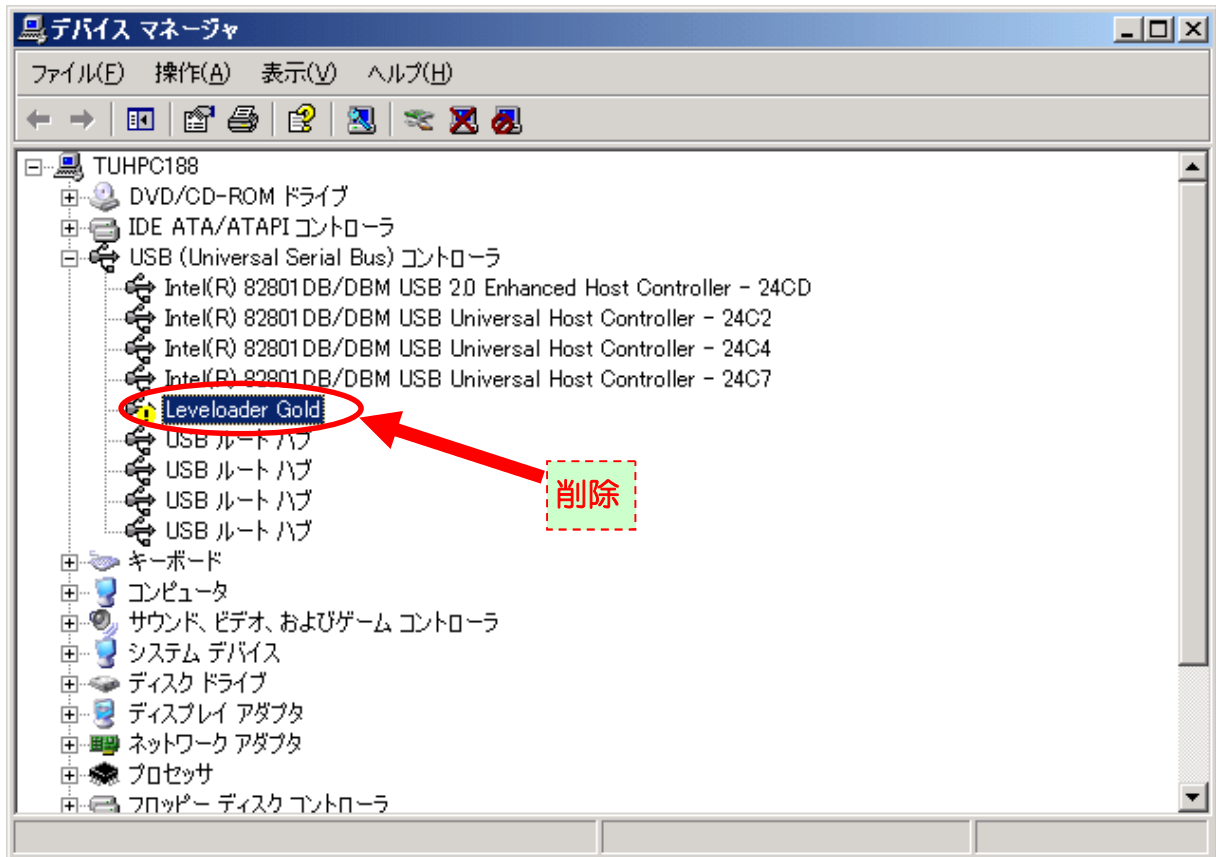 デバイス マネージャ
ファイル(F) 操作(A) 表示(V) ヘルプ(H)
TUHPC188
DVD/CD-ROM ドライブ
IDE ATA/ATAPI コントローラ
USB (Universal Serial Bus) コントローラ
Intel(R) 82801DB/DBM USB 2.0 Enhanced Host Controller - 24CD
Intel(R) 82801DB/DBM USB Universal Host Controller - 24C2
Intel(R) 82801DB/DBM USB Universal Host Controller - 24C4
Intel(R) 82801DB/DBM USB Universal Host Controller - 24C7
Leveloader Gold
USB ルート ハブ
USB ルート ハブ
削除
USB ルート ハブ
USB ルート ハブ
キーボード
コンピュータ
サウンド、ビデオ、およびゲーム コントローラ
システム デバイス
ディスク ドライブ
ディスプレイ アダプタ
ネットワーク アダプタ
プロセッサ
フロッピー ディスク コントローラ